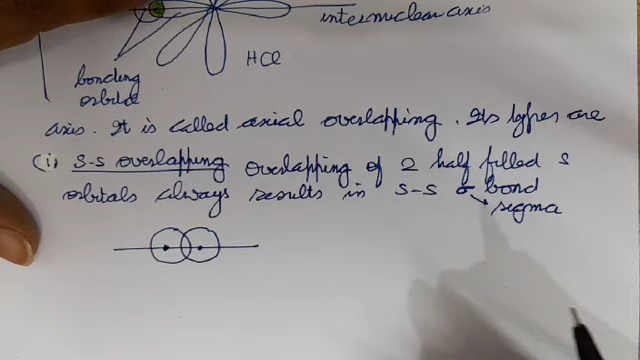 internuclear axis
HCl
bonding
orbital
axis. It is called axial overlapping. Its types are
(i) S-S overlapping overlapping of 2 half filled s
orbitals always results in S-S σ bond
sigma